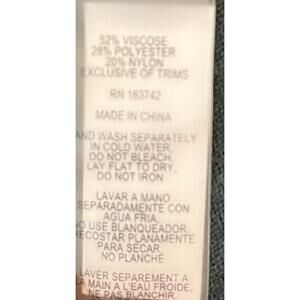 52% VISCOSE
28% POLYESTER
20% NYLON
EXCLUSIVE OF TRIMS
RN 163742
MADE IN CHINA
AND WASH SEPARATELY
IN COLD WATER.
DO NOT BLEACH.
LAY FLAT TO DRY.
DO NOT IRON
LAVAR A MANO
SEPARADAMENTE CON
AGUA FRIA.
NO USE BLANQUEADOR.
RECOSTAR PLANAMENTE
PARA SECAR.
NO PLANCHE
LAVER SEPAREMENT A
LA MAIN A L'EAU FROIDE,
NE PAS BLANCHIR